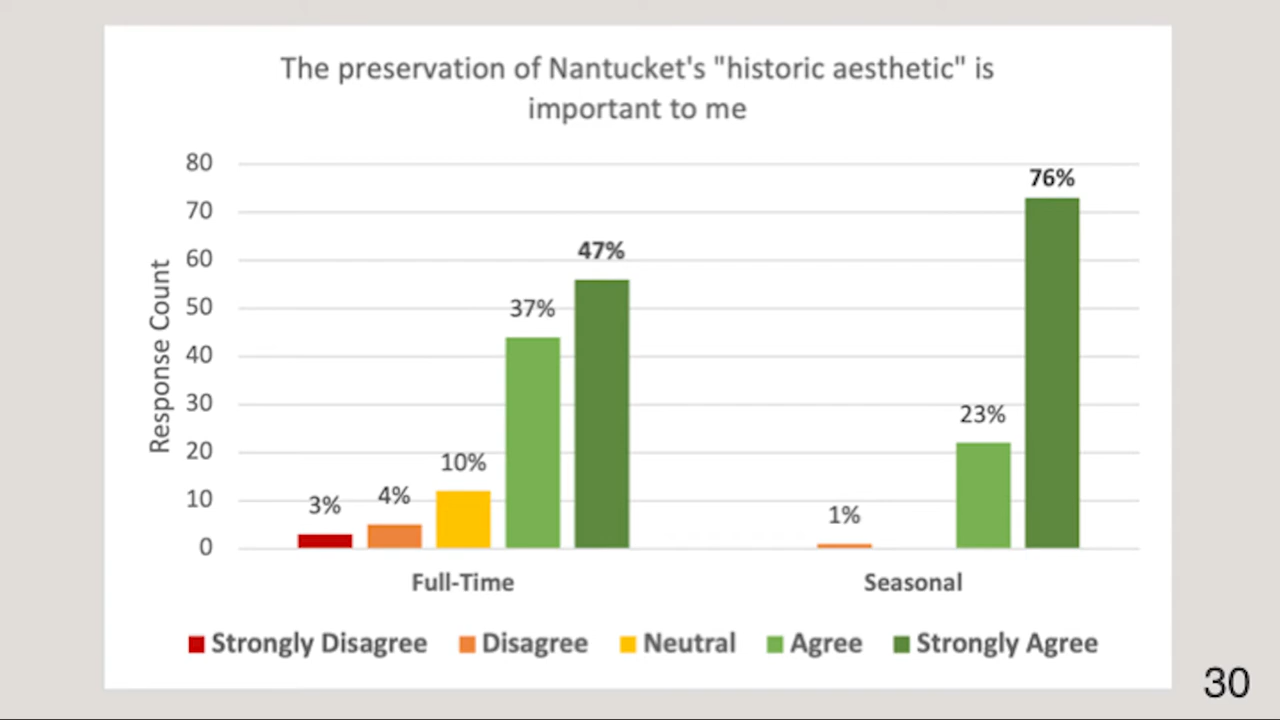 The preservation of Nantucket's "historic aesthetic" is
important to me
Response Count
80
70
60
50
40
30
20
10
0
3%
4%
10%
37%
47%
1%
23%
76%
Full-Time
Seasonal
Strongly Disagree
Disagree
Neutral
Agree
Strongly Agree
30